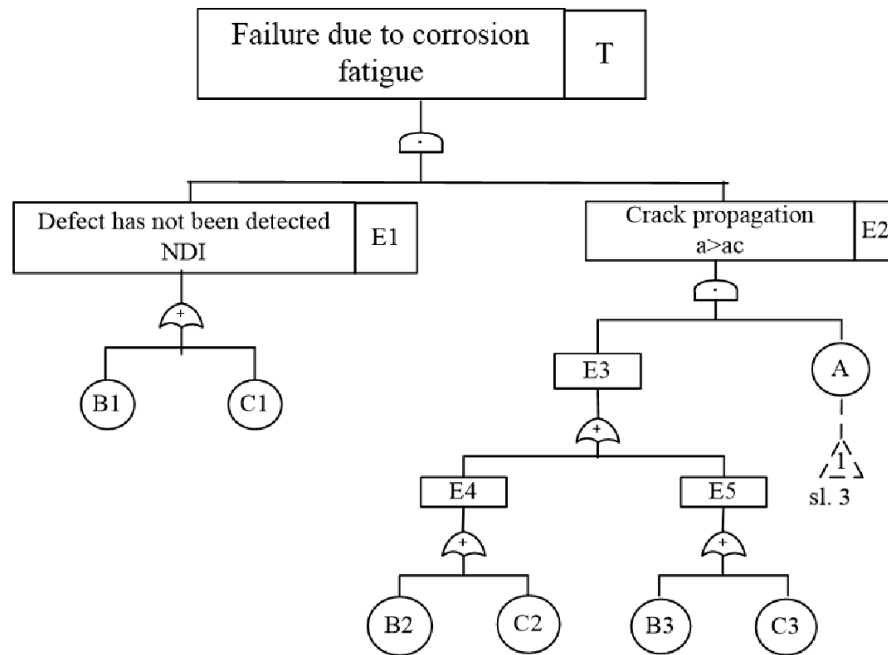 Failure due to corrosion
fatigue
T
·
Defect has not been detected
NDI
E1
Crack propagation
a>ac
E2
+
·
B1
C1
E3
A
+
1
sl. 3
E4
E5
+
+
B2
C2
B3
C3